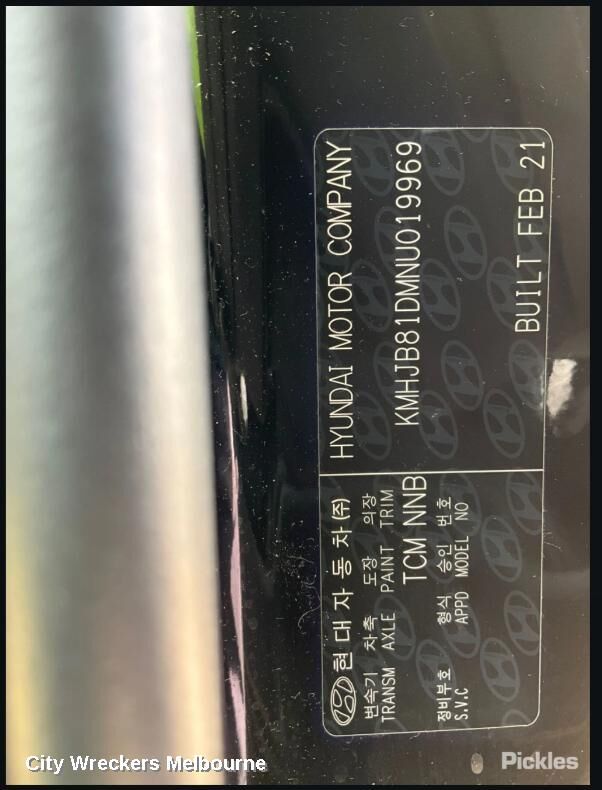 현대자동차(주)
HYUNDAI MOTOR COMPANY
변속기 차축 도장 의장
TRANSM AXLE PAINT TRIM
TCM NNB
KMHJB81DMNU019969
정비부호 형식 승인 번호
S.V.C APPD MODEL NO
BUILT FEB 21
City Wreckers Melbourne
Pickles